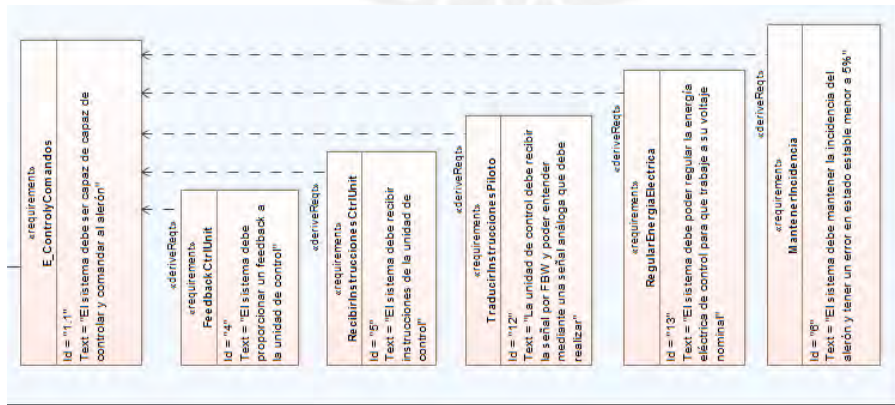 «requirement»
E_ControlyComandos
Id = "1.1"
Text = "El sistema debe ser capaz de capaz de
controlar y comandar al alerón"
«deriveReqt»
«requirement»
FeedbackCtrlUnit
Id = "4"
Text = "El sistema debe
proporcionar un feedback a
la unidad de control"
«deriveReqt»
«requirement»
RecibirInstruccionesCtrlUnit
Id = "5"
Text = "El sistema debe recibir
instrucciones de la unidad de
control"
«deriveReqt»
«requirement»
TraducirInstruccionesPiloto
Id = "12"
Text = "La unidad de control debe recibir
la señal por FBW y poder entender
mediante una señal análoga que debe
realizar"
«deriveReqt»
«requirement»
RegularEnergiaElectrica
Id = "13"
Text = "El sistema debe poder regular la energía
eléctrica de control para que trabaje a su voltaje
nominal"
«deriveReqt»
«requirement»
MantenerIncidencia
Id = "6"
Text = "El sistema debe mantener la incidencia del
alerón y tener un error en estado estable menor a 5%"